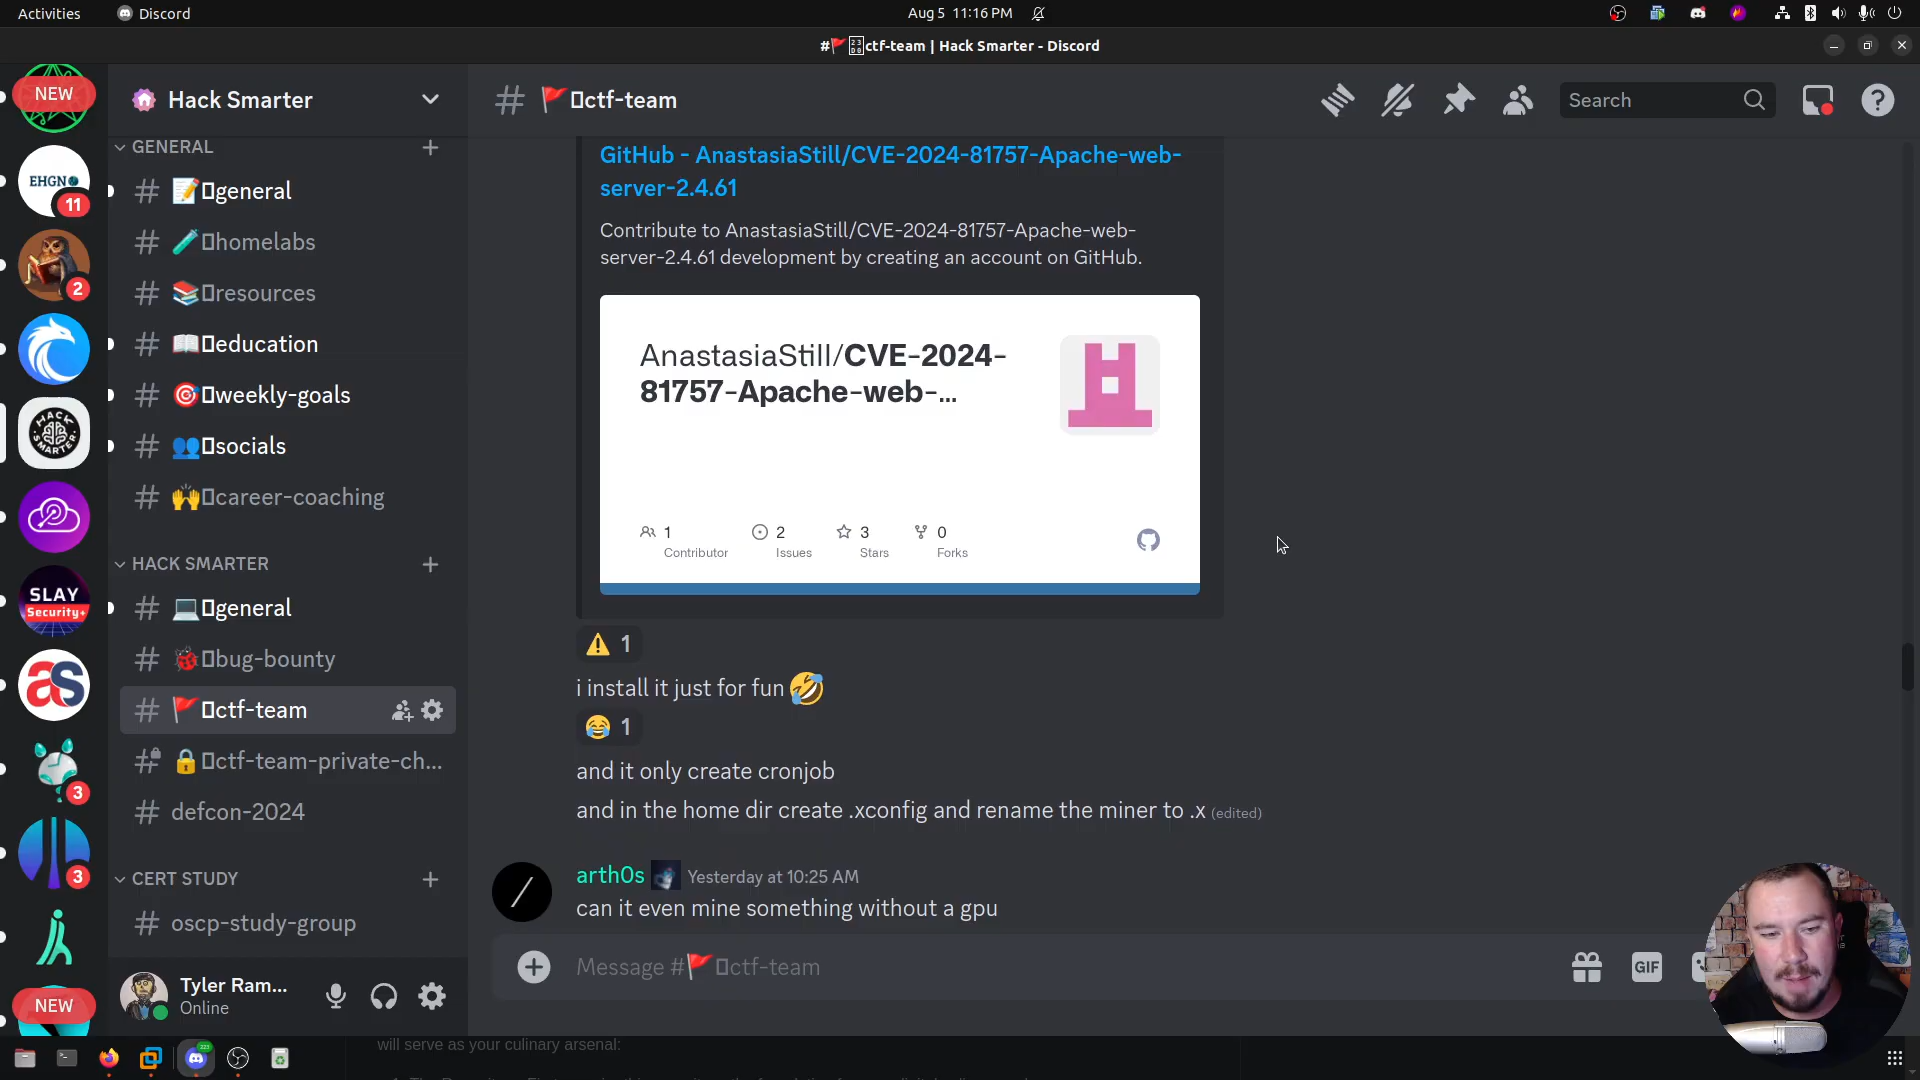 Activities
Discord
Aug 5 11:16 PM
#🚩ctf-team | Hack Smarter - Discord
NEW
Hack Smarter
# 🚩ctf-team
Search
GENERAL
EHGN
11
# 📝general
# 🧪homelabs
2
# 📚resources
# 📖education
# 🎯weekly-goals
HACK
SMARTER
# 👥socials
# 🙌career-coaching
HACK SMARTER
SLAY
Security+
# 💻general
# 🐞bug-bounty
as
# 🚩ctf-team
# 🔒ctf-team-private-ch...
3
# defcon-2024
3
CERT STUDY
# oscp-study-group
NEW
Tyler Ram...
Online
GitHub - AnastasiaStill/CVE-2024-81757-Apache-web-
server-2.4.61
Contribute to AnastasiaStill/CVE-2024-81757-Apache-web-
server-2.4.61 development by creating an account on GitHub.
AnastasiaStill/CVE-2024-
81757-Apache-web-...
1 2 3 0
Contributor Issues Stars Forks
⚠️ 1
i install it just for fun 🤣
😂 1
and it only create cronjob
and in the home dir create .xconfig and rename the miner to .x (edited)
arth0s Yesterday at 10:25 AM
can it even mine something without a gpu
Message #🚩ctf-team
GIF
223
will serve as your culinary arsenal: